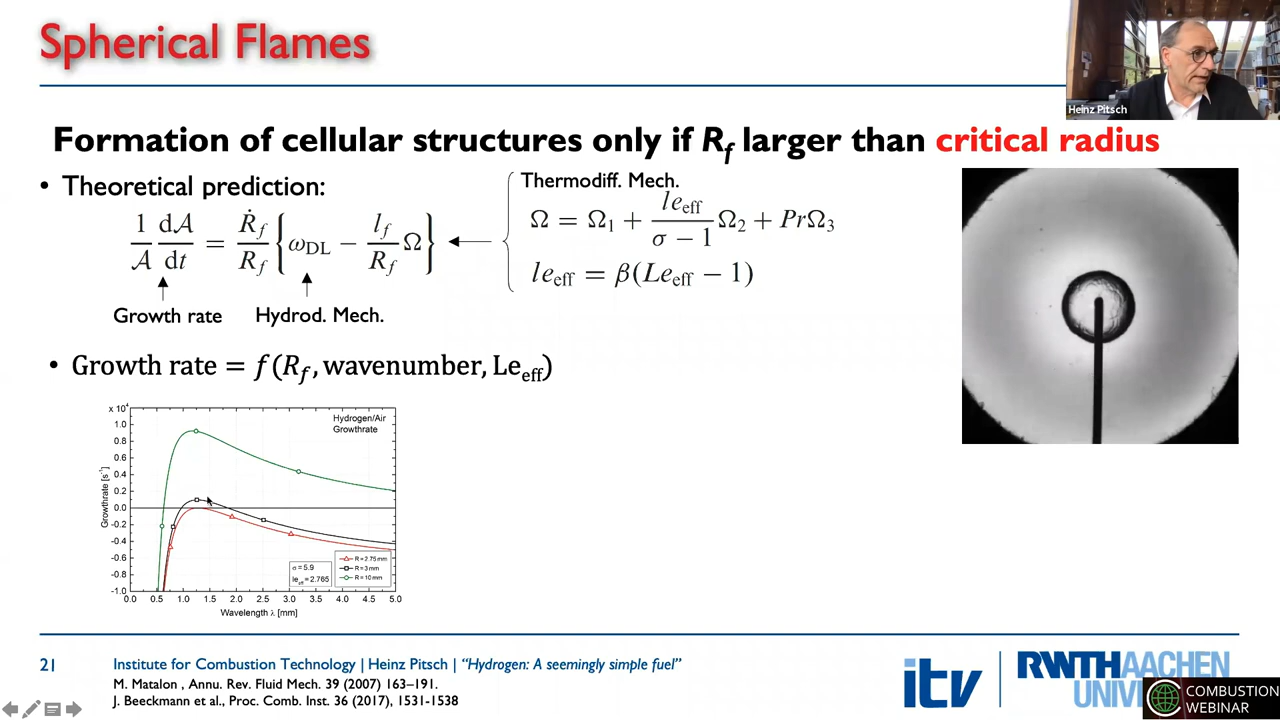 Spherical Flames
Heinz Pitsch
Formation of cellular structures only if R_f larger than critical radius
• Theoretical prediction:
Thermodiff. Mech.
1/𝒜 d𝒜/dt = Ṙ_f/R_f { ω_DL − l_f/R_f Ω }
Ω = Ω₁ + le_eff/(σ − 1) Ω₂ + PrΩ₃
le_eff = β(Le_eff − 1)
Growth rate
Hydrod. Mech.
• Growth rate = f(R_f, wavenumber, Le_eff)
x 10⁴
Hydrogen/Air
Growthrate
1.0
0.8
0.6
0.4
0.2
0.0
-0.2
-0.4
-0.6
-0.8
-1.0
Growthrate [s⁻¹]
σ = 5.9
le_eff = 2.765
R = 2.75 mm
R = 3 mm
R = 10 mm
0.0 0.5 1.0 1.5 2.0 2.5 3.0 3.5 4.0 4.5 5.0
Wavelength λ [mm]
21
Institute for Combustion Technology | Heinz Pitsch | “Hydrogen: A seemingly simple fuel”
M. Matalon , Annu. Rev. Fluid Mech. 39 (2007) 163–191.
J. Beeckmann et al., Proc. Comb. Inst. 36 (2017), 1531-1538
itv
RWTHAACHEN
UNIV
COMBUSTION
WEBINAR